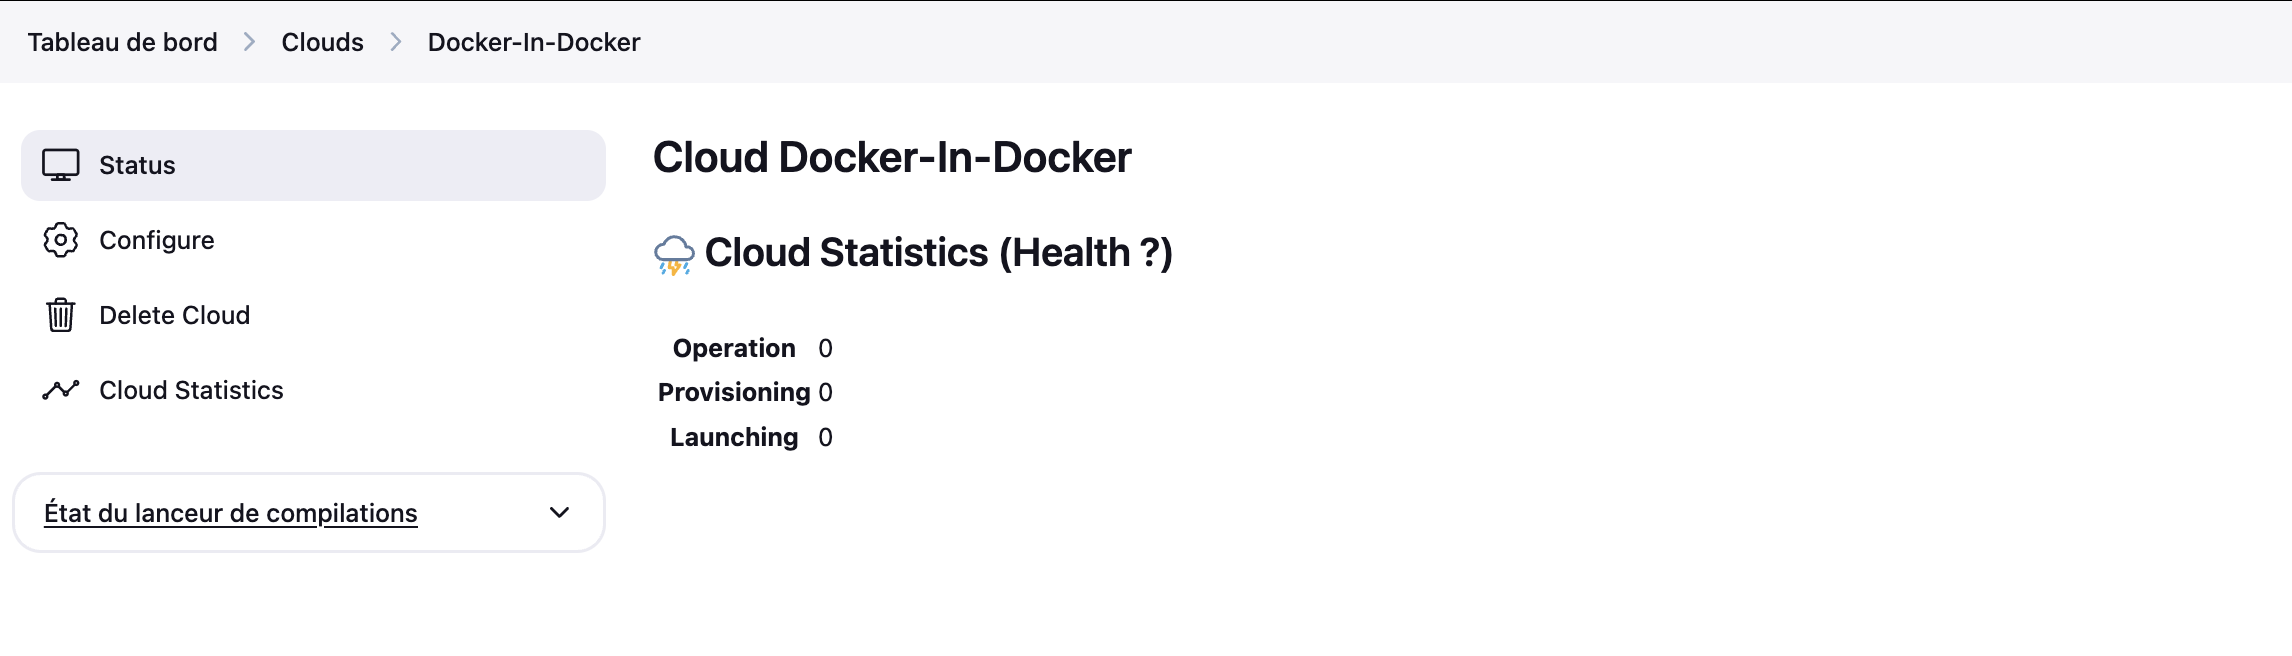 Tableau de bord > Clouds > Docker-In-Docker
Status
Configure
Delete Cloud
Cloud Statistics
État du lanceur de compilations
Cloud Docker-In-Docker
Cloud Statistics (Health ?)
Operation 0
Provisioning 0
Launching 0